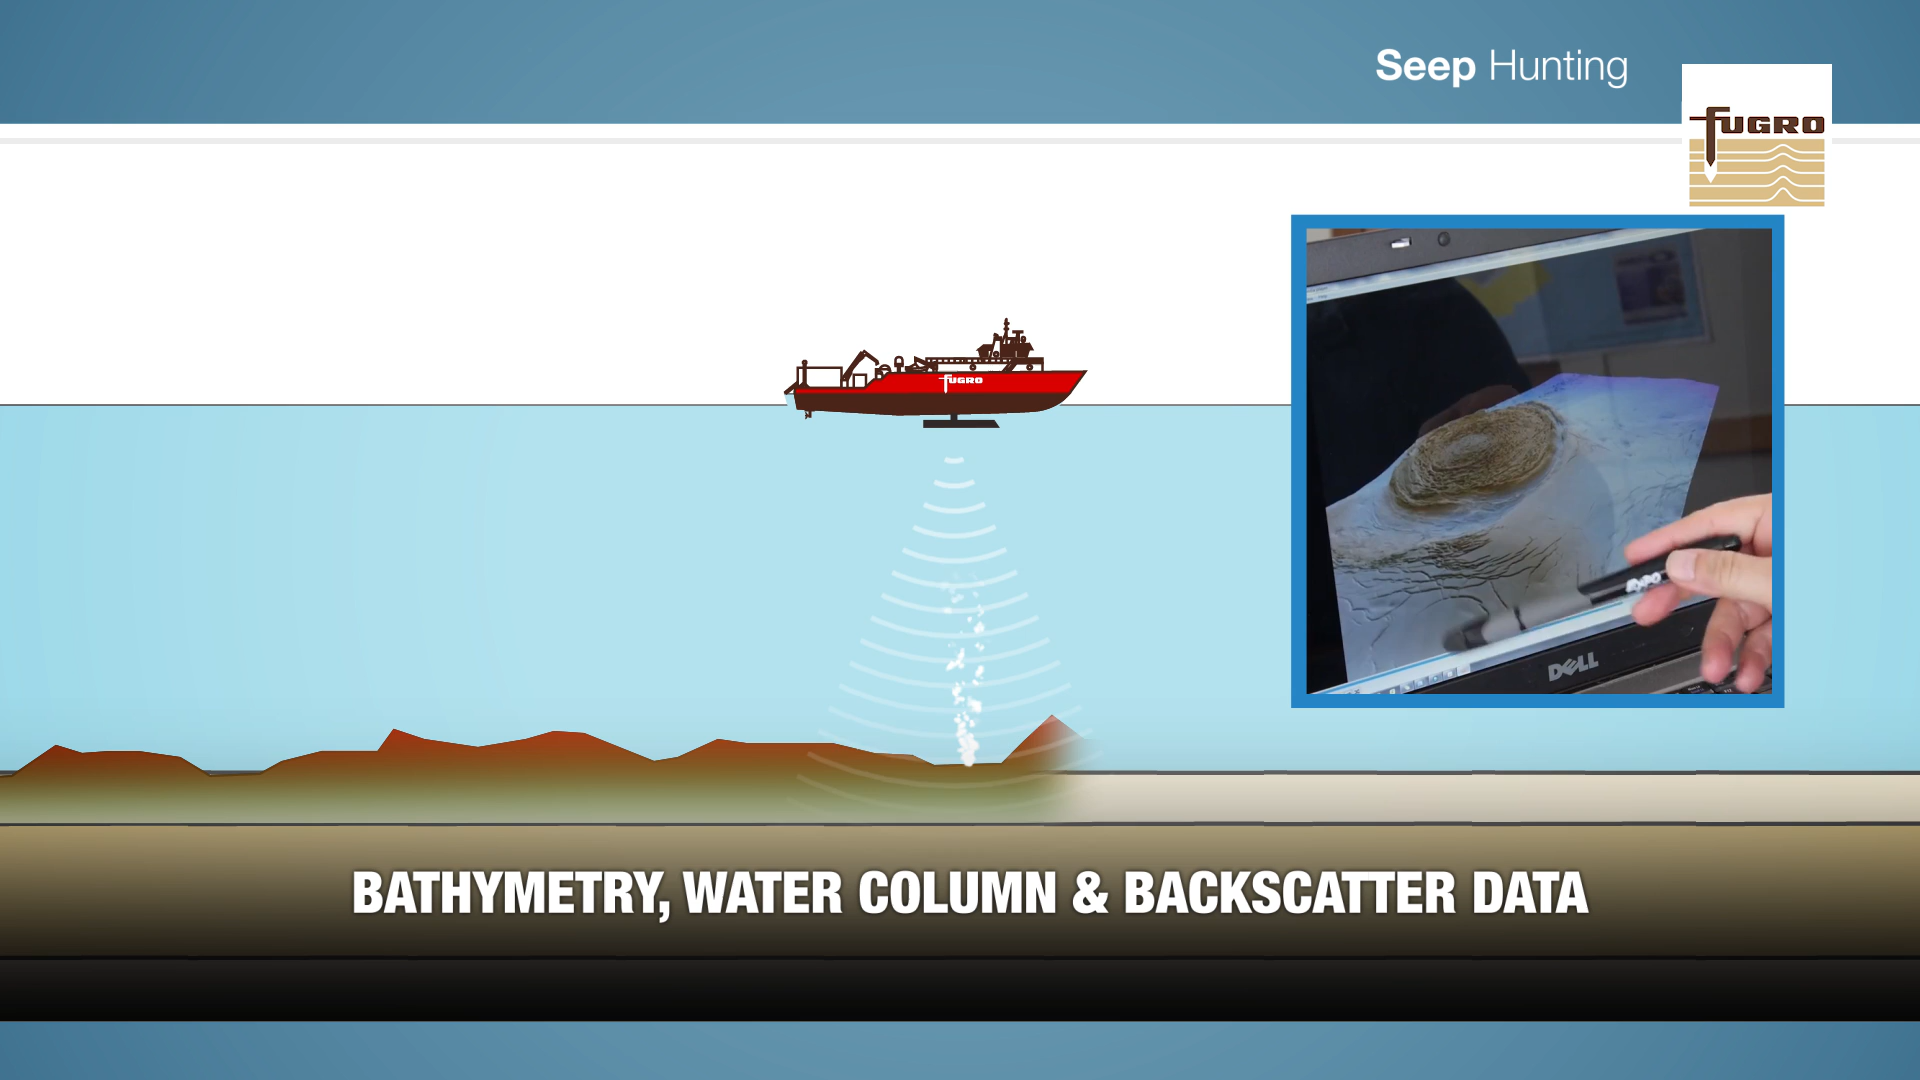 Seep Hunting
fUGRO
fUGRO
DELL
BATHYMETRY, WATER COLUMN & BACKSCATTER DATA